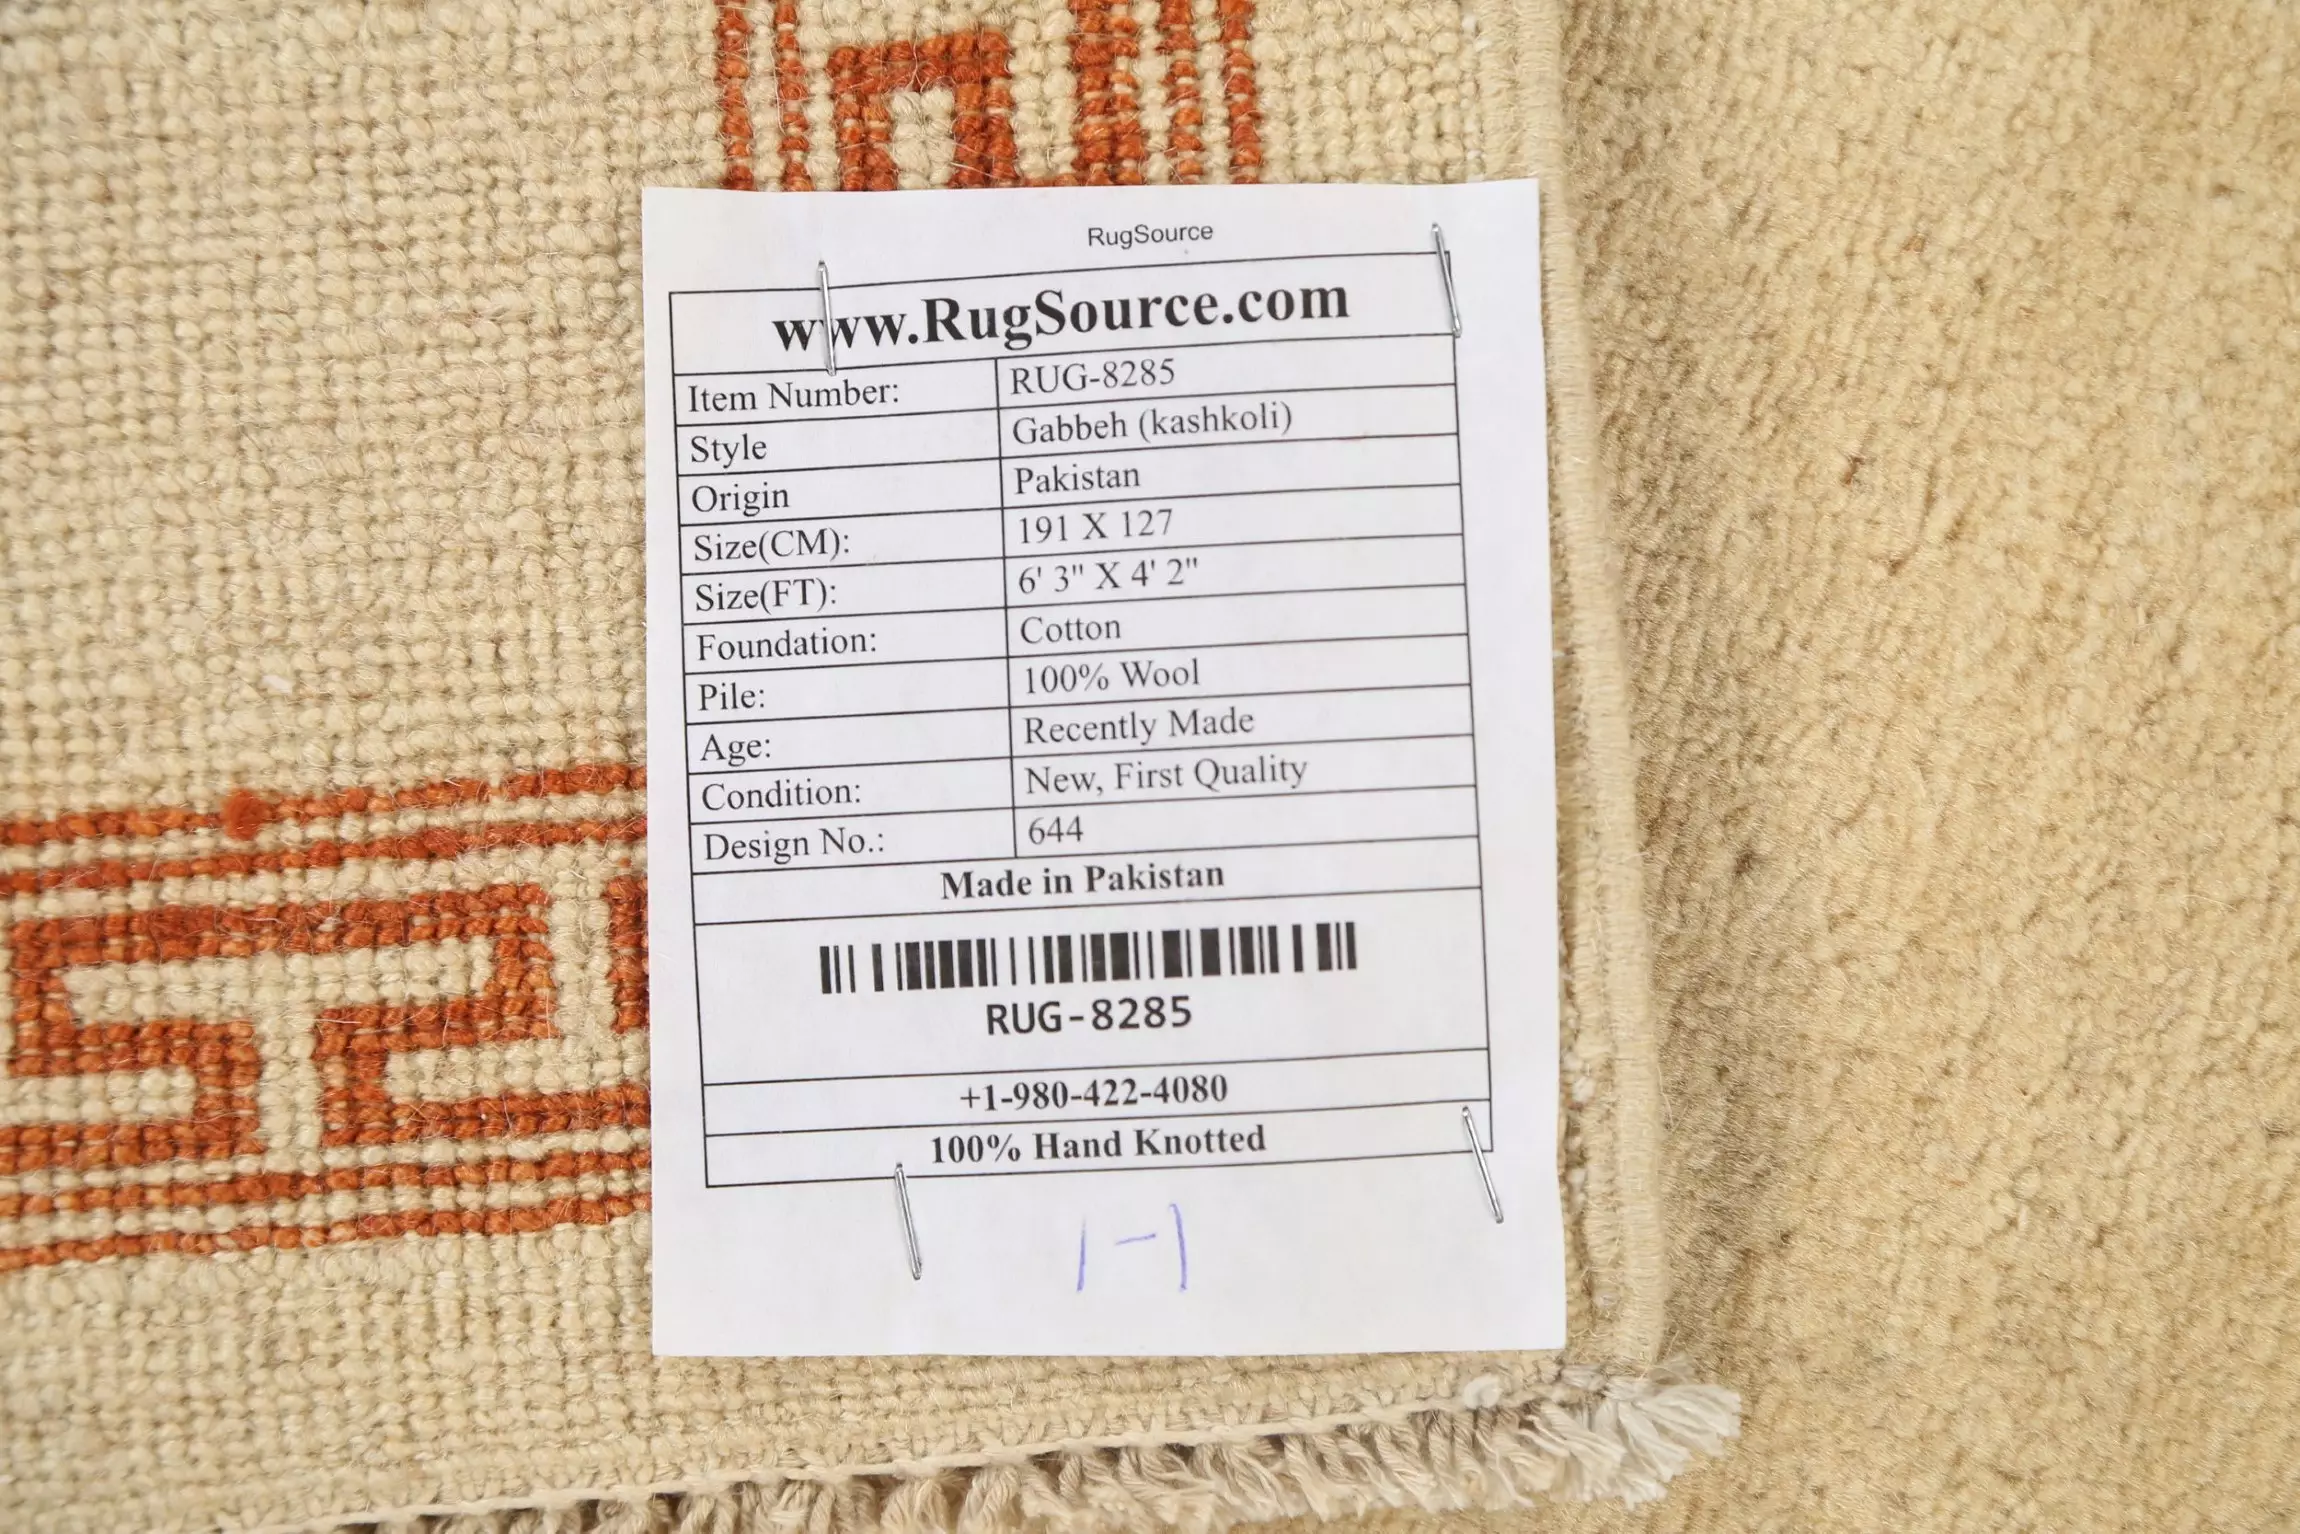 RugSource
www.RugSource.com
Item Number: RUG-8285
Style Gabbeh (kashkoli)
Origin Pakistan
Size(CM): 191 X 127
Size(FT): 6' 3" X 4' 2"
Foundation: Cotton
Pile: 100% Wool
Age: Recently Made
Condition: New, First Quality
Design No.: 644
Made in Pakistan
RUG-8285
+1-980-422-4080
100% Hand Knotted
1-1